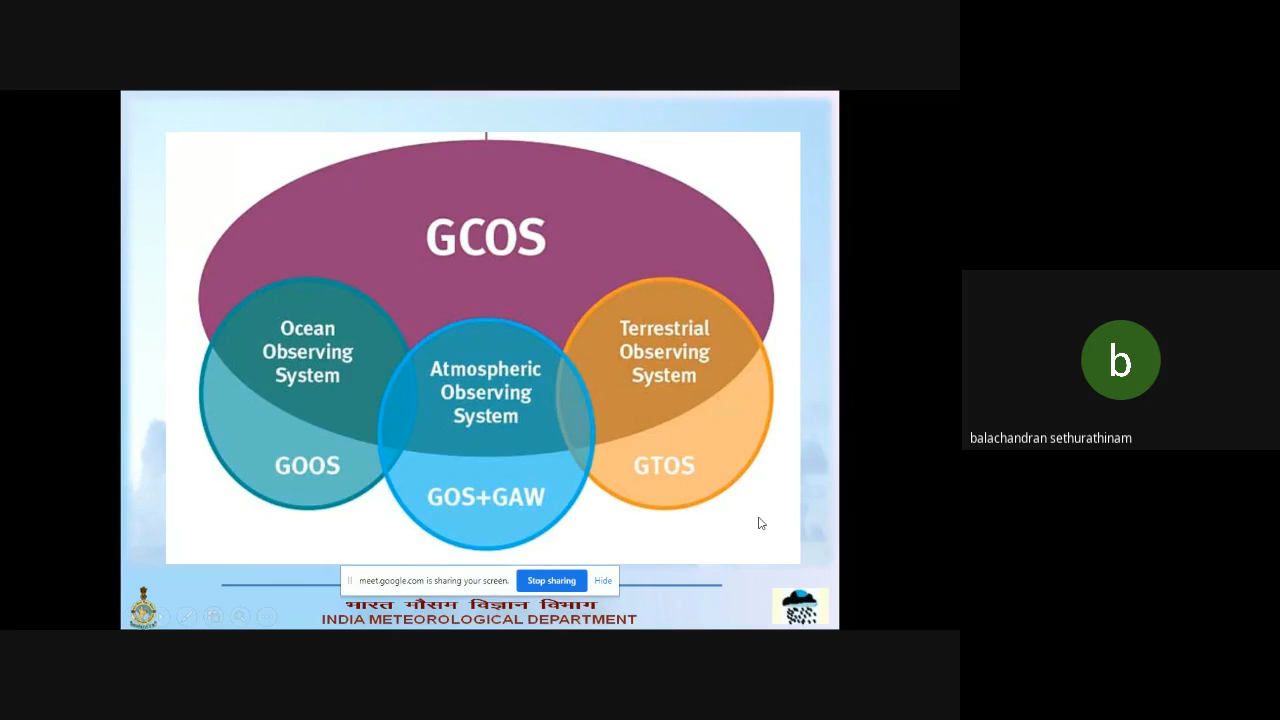 GCOS
Ocean
Observing
System
Atmospheric
Observing
System
Terrestrial
Observing
System
GOOS
GOS+GAW
GTOS
meet.google.com is sharing your screen.
Stop sharing
Hide
भारत मौसम विज्ञान विभाग
INDIA METEOROLOGICAL DEPARTMENT
b
balachandran sethurathinam